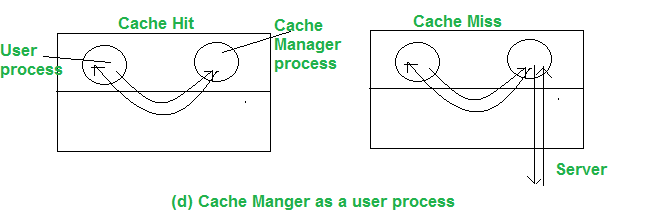 Cache Hit
Cache
Manager
process
User
process
Cache Miss
Server
(d) Cache Manger as a user process